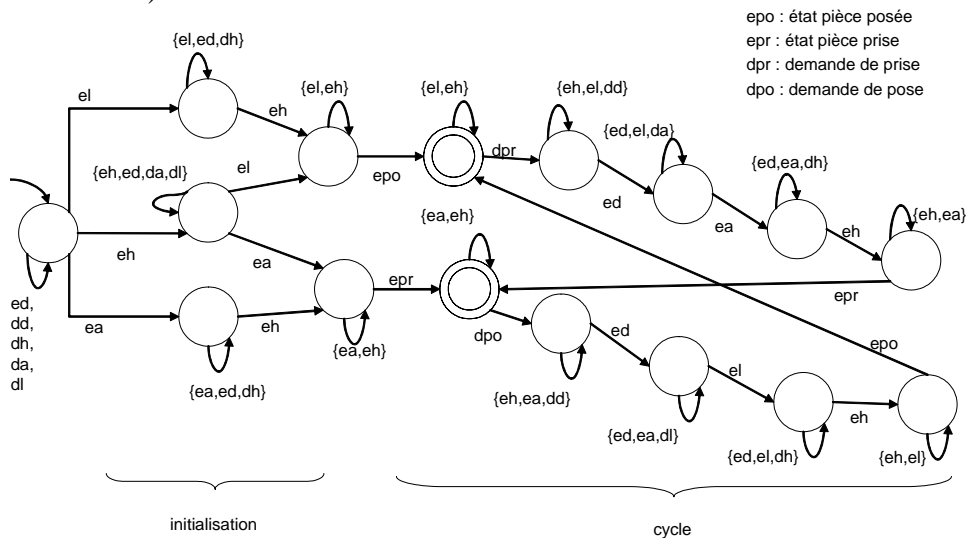 epo : état pièce posée
epr : état pièce prise
dpr : demande de prise
dpo : demande de pose
{el,ed,dh}
el
eh
{el,eh}
{el,eh}
{eh,el,dd}
{ed,el,da}
{ed,ea,dh}
{eh,ea}
dpr
epo
ed
ea
eh
epr
{eh,ed,da,dl}
el
eh
ea
{ea,eh}
epr
dpo
ed
el
eh
epo
ed,
dd,
dh,
da,
dl
ea
eh
{ea,eh}
{ea,ed,dh}
{eh,ea,dd}
{ed,ea,dl}
{ed,el,dh}
{eh,el}
initialisation
cycle